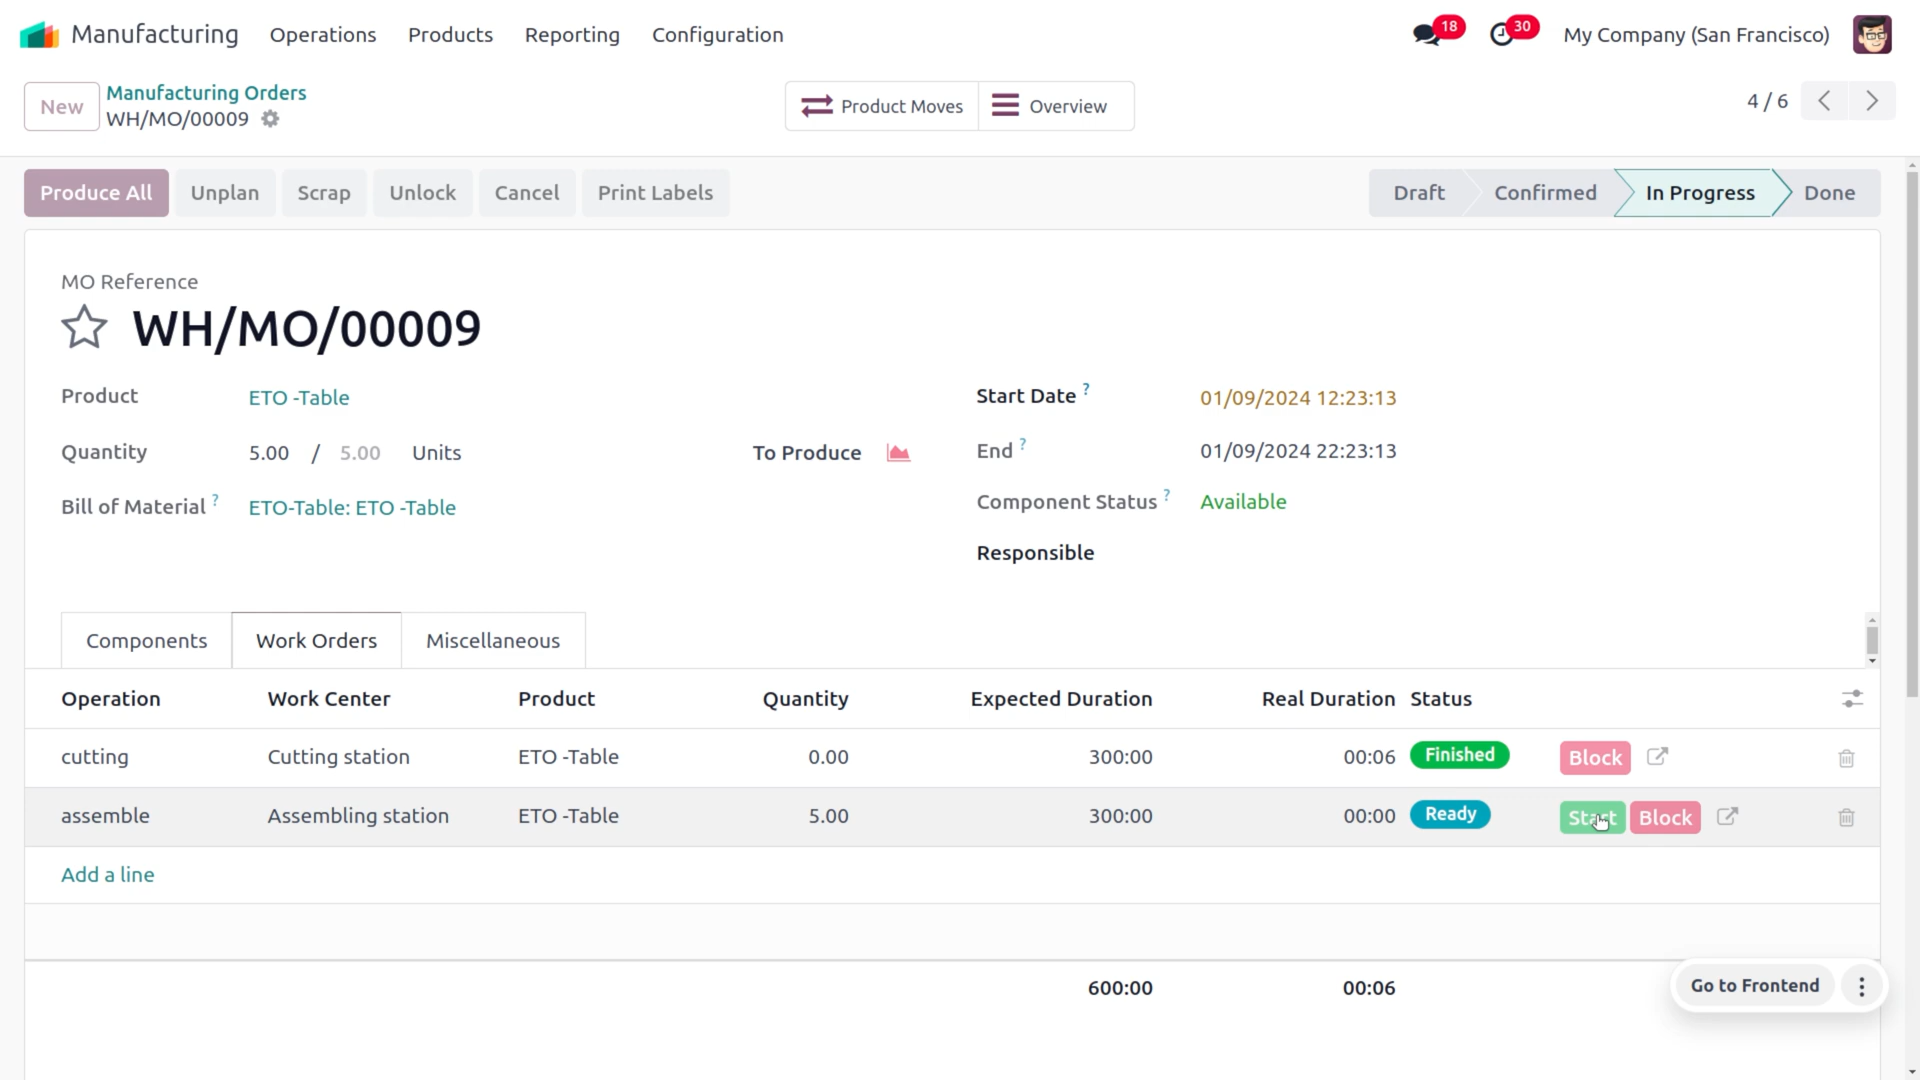 Manufacturing Operations Products Reporting Configuration 18 30 My Company (San Francisco)
New Manufacturing Orders
WH/MO/00009
Product Moves Overview 4 / 6
Produce All Unplan Scrap Unlock Cancel Print Labels Draft Confirmed In Progress Done
MO Reference
WH/MO/00009
Product ETO -Table Start Date ? 01/09/2024 12:23:13
Quantity 5.00 / 5.00 Units To Produce End ? 01/09/2024 22:23:13
Bill of Material ? ETO-Table: ETO -Table Component Status ? Available
Responsible
Components Work Orders Miscellaneous
Operation Work Center Product Quantity Expected Duration Real Duration Status
cutting Cutting station ETO -Table 0.00 300:00 00:06 Finished Block
assemble Assembling station ETO -Table 5.00 300:00 00:00 Ready Start Block
Add a line
600:00 00:06
Go to Frontend